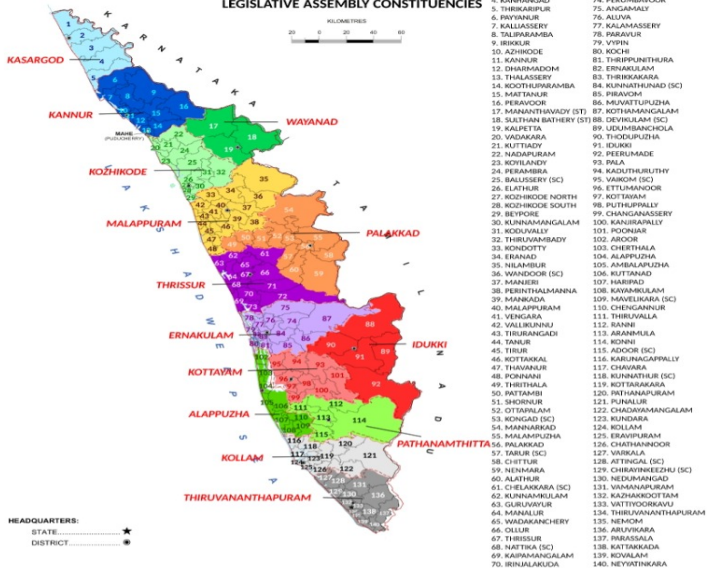 LEGISLATIVE ASSEMBLY CONSTITUENCIES
KILOMETRES
20 0 20 40 60
KARNATAKA
KASARGOD
KANNUR
MAHE
(PUDUCHERRY)
WAYANAD
KOZHIKODE
MALAPPURAM
PALAKKAD
THRISSUR
ERNAKULAM
IDUKKI
KOTTAYAM
ALAPPUZHA
PATHANAMTHITTA
KOLLAM
THIRUVANANTHAPURAM
LAKSHADWEEP SEA
TAMIL NADU
HEADQUARTERS:
STATE
DISTRICT
4. KANHANGAD
5. THRIKARIPUR
6. PAYYANUR
7. KALLIASSERY
8. TALIPARAMBA
9. IRIKKUR
10. AZHIKODE
11. KANNUR
12. DHARMADOM
13. THALASSERY
14. KOOTHUPARAMBA
15. MATTANUR
16. PERAVOOR
17. MANANTHAVADY (ST)
18. SULTHAN BATHERY (ST)
19. KALPETTA
20. VADAKARA
21. KUTTIADY
22. NADAPURAM
23. KOYILANDY
24. PERAMBRA
25. BALUSSERY (SC)
26. ELATHUR
27. KOZHIKODE NORTH
28. KOZHIKODE SOUTH
29. BEYPORE
30. KUNNAMANGALAM
31. KODUVALLY
32. THIRUVAMBADY
33. KONDOTTY
34. ERANAD
35. NILAMBUR
36. WANDOOR (SC)
37. MANJERI
38. PERINTHALMANNA
39. MANKADA
40. MALAPPURAM
41. VENGARA
42. VALLIKUNNU
43. TIRURANGADI
44. TANUR
45. TIRUR
46. KOTTAKKAL
47. THAVANUR
48. PONNANI
49. THRITHALA
50. PATTAMBI
51. SHORNUR
52. OTTAPALAM
53. KONGAD (SC)
54. MANNARKAD
55. MALAMPUZHA
56. PALAKKAD
57. TARUR (SC)
58. CHITTUR
59. NENMARA
60. ALATHUR
61. CHELAKKARA (SC)
62. KUNNAMKULAM
63. GURUVAYUR
64. MANALUR
65. WADAKANCHERY
66. OLLUR
67. THRISSUR
68. NATTIKA (SC)
69. KAIPAMANGALAM
70. IRINJALAKUDA
74. PERUMBAVOOR
75. ANGAMALY
76. ALUVA
77. KALAMASSERY
78. PARAVUR
79. VYPIN
80. KOCHI
81. THRIPPUNITHURA
82. ERNAKULAM
83. THRIKKAKARA
84. KUNNATHUNAD (SC)
85. PIRAVOM
86. MUVATTUPUZHA
87. KOTHAMANGALAM
88. DEVIKULAM (SC)
89. UDUMBANCHOLA
90. THODUPUZHA
91. IDUKKI
92. PEERUMADE
93. PALA
94. KADUTHURUTHY
95. VAIKOM (SC)
96. ETTUMANOOR
97. KOTTAYAM
98. PUTHUPPALLY
99. CHANGANASSERY
100. KANJIRAPALLY
101. POONJAR
102. AROOR
103. CHERTHALA
104. ALAPPUZHA
105. AMBALAPUZHA
106. KUTTANAD
107. HARIPAD
108. KAYAMKULAM
109. MAVELIKARA (SC)
110. CHENGANNUR
111. THIRUVALLA
112. RANNI
113. ARANMULA
114. KONNI
115. ADOOR (SC)
116. KARUNAGAPPALLY
117. CHAVARA
118. KUNNATHUR (SC)
119. KOTTARAKARA
120. PATHANAPURAM
121. PUNALUR
122. CHADAYAMANGALAM
123. KUNDARA
124. KOLLAM
125. ERAVIPURAM
126. CHATHANNOOR
127. VARKALA
128. ATTINGAL (SC)
129. CHIRAYINKEEZHU (SC)
130. NEDUMANGAD
131. VAMANAPURAM
132. KAZHAKKOOTTAM
133. VATTIYOORKAVU
134. THIRUVANANTHAPURAM
135. NEMOM
136. ARUVIKARA
137. PARASSALA
138. KATTAKKADA
139. KOVALAM
140. NEYYATINKARA